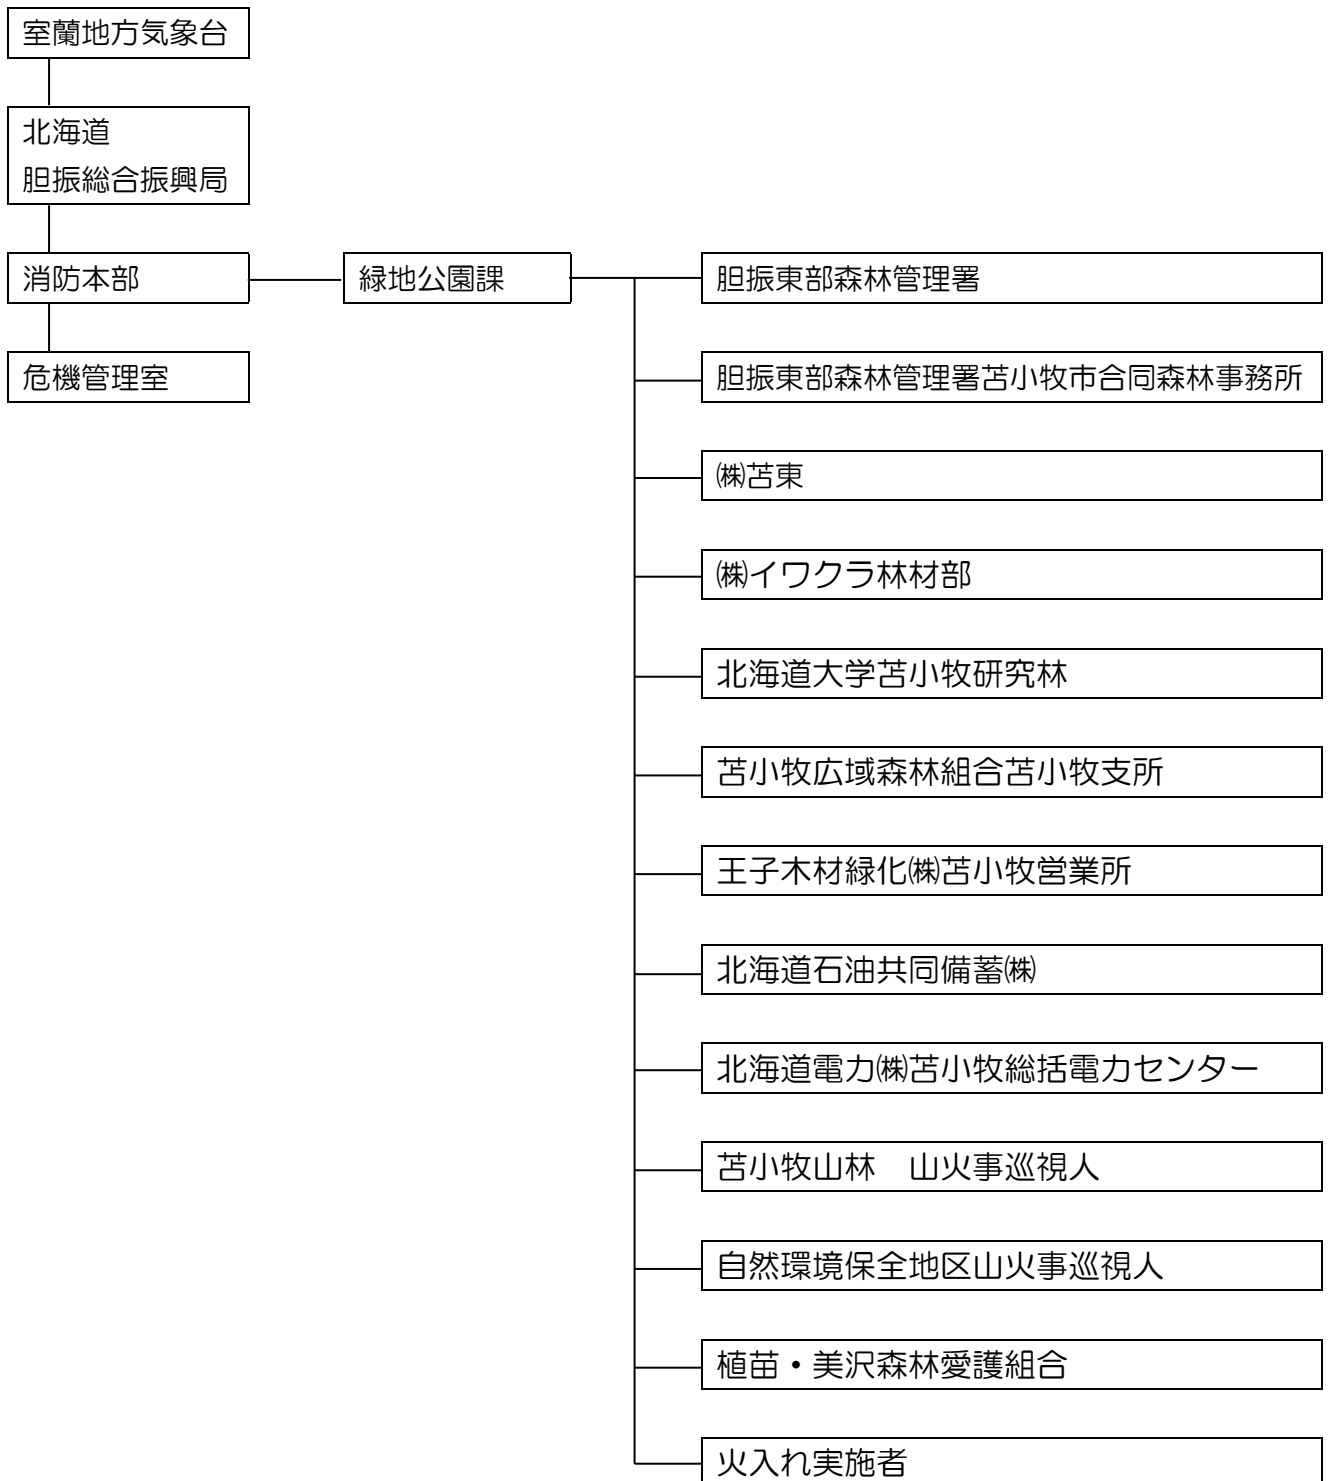 室蘭地方気象台
北海道
胆振総合振興局
消防本部
緑地公園課
胆振東部森林管理署
危機管理室
胆振東部森林管理署苫小牧市合同森林事務所
㈱苫東
㈱イワクラ林材部
北海道大学苫小牧研究林
苫小牧広域森林組合苫小牧支所
王子木材緑化㈱苫小牧営業所
北海道石油共同備蓄㈱
北海道電力㈱苫小牧総括電力センター
苫小牧山林　山火事巡視人
自然環境保全地区山火事巡視人
植苗・美沢森林愛護組合
火入れ実施者